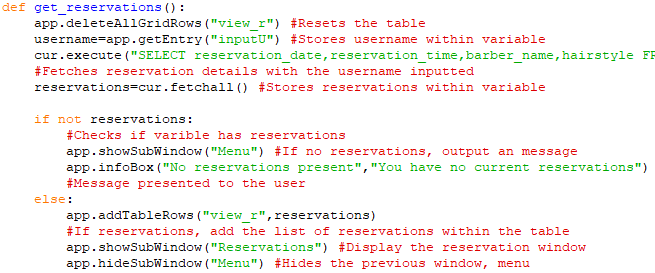 def get_reservations():
    app.deleteAllGridRows("view_r") #Resets the table
    username=app.getEntry("inputU") #Stores username within variable
    cur.execute("SELECT reservation_date,reservation_time,barber_name,hairstyle FR
    #Fetches reservation details with the username inputted
    reservations=cur.fetchall() #Stores reservations within variable

    if not reservations:
        #Checks if varible has reservations
        app.showSubWindow("Menu") #If no reservations, output an message
        app.infoBox("No reservations present","You have no current reservations")
        #Message presented to the user
    else:
        app.addTableRows("view_r",reservations)
        #If reservations, add the list of reservations within the table
        app.showSubWindow("Reservations") #Display the reservation window
        app.hideSubWindow("Menu") #Hides the previous window, menu